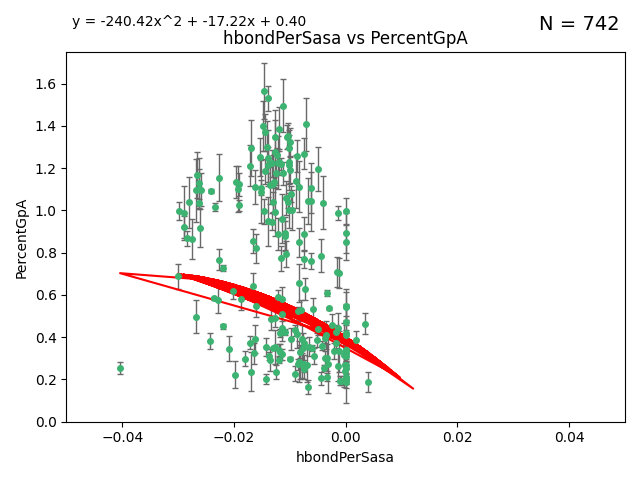 y = -240.42x^2 + -17.22x + 0.40
N = 742
hbondPerSasa vs PercentGpA
PercentGpA
1.6
1.4
1.2
1.0
0.8
0.6
0.4
0.2
0.0
−0.04 −0.02 0.00 0.02 0.04
hbondPerSasa